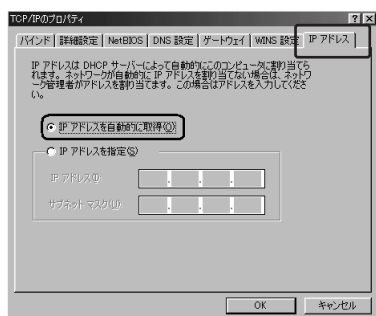 TCP/IPのプロパティ
バインド 詳細設定 NetBIOS DNS 設定 ゲートウェイ WINS 設定 IP アドレス
IP アドレスは DHCP サーバーによって自動的にこのコンピュータに割り当てら
れます。ネットワークが自動的に IP アドレスを割り当てない場合は、ネットワ
ーク管理者がアドレスを割り当てます。この場合はアドレスを入力してくださ
い。
IP アドレスを自動的に取得(O)
IP アドレスを指定(S)
IP アドレス(I):
サブネット マスク(U):
OK キャンセル